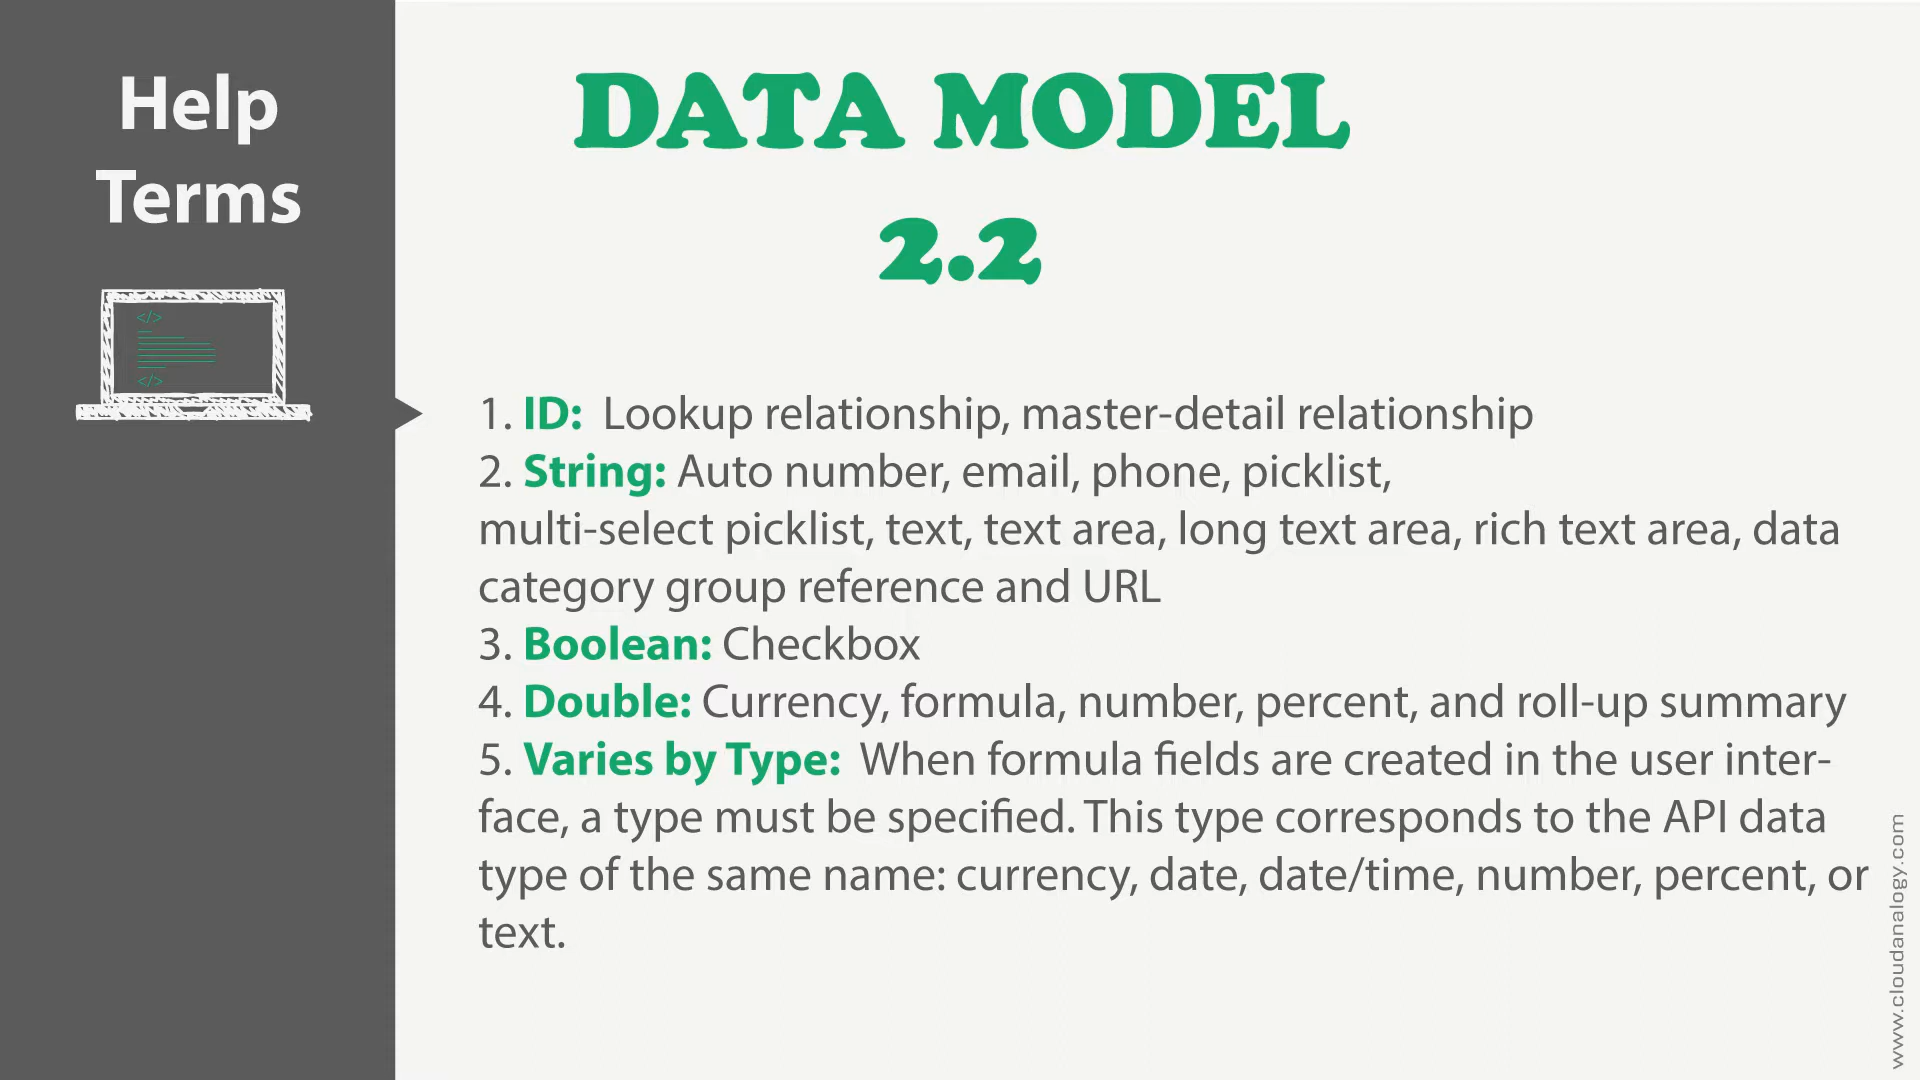 Help
Terms
</>
</>
DATA MODEL
2.2
1. ID: Lookup relationship, master-detail relationship
2. String: Auto number, email, phone, picklist,
multi-select picklist, text, text area, long text area, rich text area, data
category group reference and URL
3. Boolean: Checkbox
4. Double: Currency, formula, number, percent, and roll-up summary
5. Varies by Type: When formula fields are created in the user inter-
face, a type must be specified. This type corresponds to the API data
type of the same name: currency, date, date/time, number, percent, or
text.
www.cloudanalogy.com